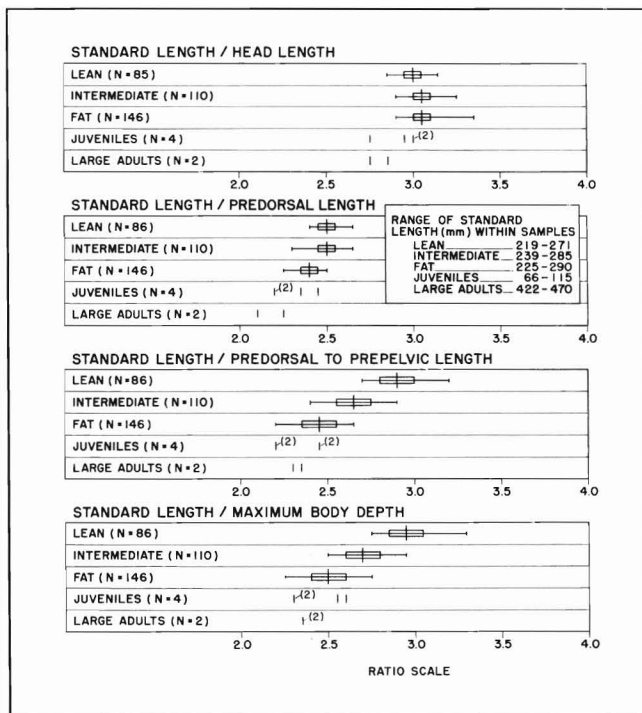 STANDARD LENGTH / HEAD LENGTH
LEAN (N=85)
INTERMEDIATE (N=110)
FAT (N=146)
JUVENILES (N=4) (2)
LARGE ADULTS (N=2)
2.0 2.5 3.0 3.5 4.0
STANDARD LENGTH / PREDORSAL LENGTH
LEAN (N=86)
INTERMEDIATE (N=110)
FAT (N=146)
JUVENILES (N=4) (2)
LARGE ADULTS (N=2)
RANGE OF STANDARD
LENGTH (mm) WITHIN SAMPLES
LEAN 219-271
INTERMEDIATE 239-285
FAT 225-290
JUVENILES 66-115
LARGE ADULTS 422-470
2.0 2.5 3.0 3.5 4.0
STANDARD LENGTH / PREDORSAL TO PREPELVIC LENGTH
LEAN (N=86)
INTERMEDIATE (N=110)
FAT (N=146)
JUVENILES (N=4) (2) (2)
LARGE ADULTS (N=2)
2.0 2.5 3.0 3.5 4.0
STANDARD LENGTH / MAXIMUM BODY DEPTH
LEAN (N=86)
INTERMEDIATE (N=110)
FAT (N=146)
JUVENILES (N=4) (2)
LARGE ADULTS (N=2) (2)
2.0 2.5 3.0 3.5 4.0
RATIO SCALE